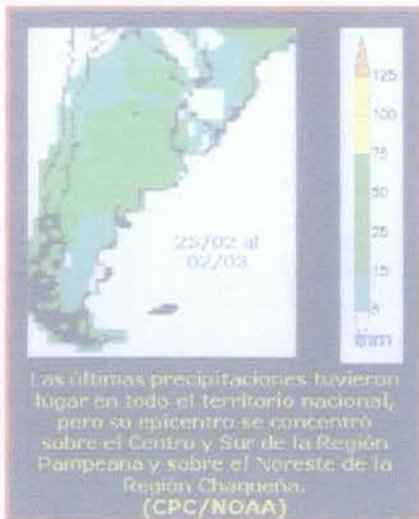 125
100
75
50
25
15
5
mm
25/02 al
02/03
Las últimas precipitaciones tuvieron
lugar en todo el territorio nacional,
pero su epicentro se concentró
sobre el Centro y Sur de la Región
Pampeana y sobre el Noreste de la
Región Chaqueña.
(CPC/NOAA)